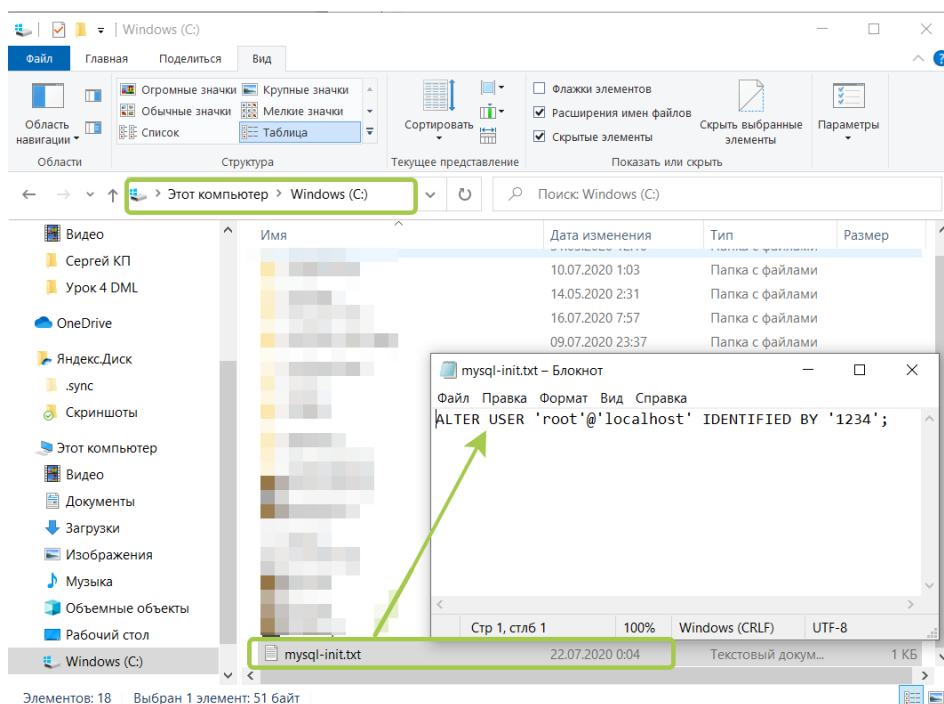 Windows (C:)
Файл Главная Поделиться Вид
Огромные значки Крупные значки
Обычные значки Мелкие значки
Список Таблица
Область навигации
Сортировать
Флажки элементов
Расширения имен файлов
Скрытые элементы
Скрыть выбранные элементы
Параметры
Области Структура Текущее представление Показать или скрыть
Этот компьютер > Windows (C:)
Поиск: Windows (C:)
Видео
Сергей КП
Урок 4 DML
OneDrive
Яндекс.Диск
.sync
Скриншоты
Этот компьютер
Видео
Документы
Загрузки
Изображения
Музыка
Объемные объекты
Рабочий стол
Windows (C:)
Имя Дата изменения Тип Размер
10.07.2020 1:03 Папка с файлами
14.05.2020 2:31 Папка с файлами
16.07.2020 7:57 Папка с файлами
09.07.2020 23:37 Папка с файлами
mysql-init.txt – Блокнот
Файл Правка Формат Вид Справка
ALTER USER 'root'@'localhost' IDENTIFIED BY '1234';
Стр 1, стлб 1 100% Windows (CRLF) UTF-8
mysql-init.txt 22.07.2020 0:04 Текстовый докум... 1 КБ
Элементов: 18 Выбран 1 элемент: 51 байт